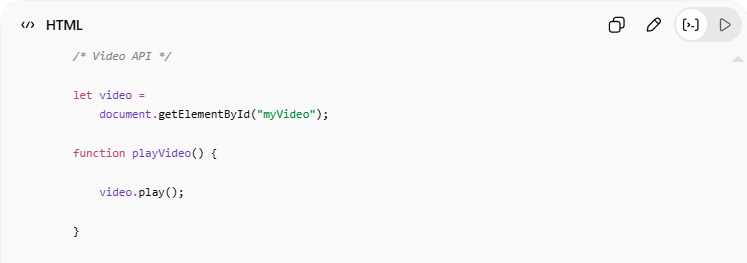 HTML
/* Video API */
let video =
document.getElementById("myVideo");
function playVideo() {
video.play();
}